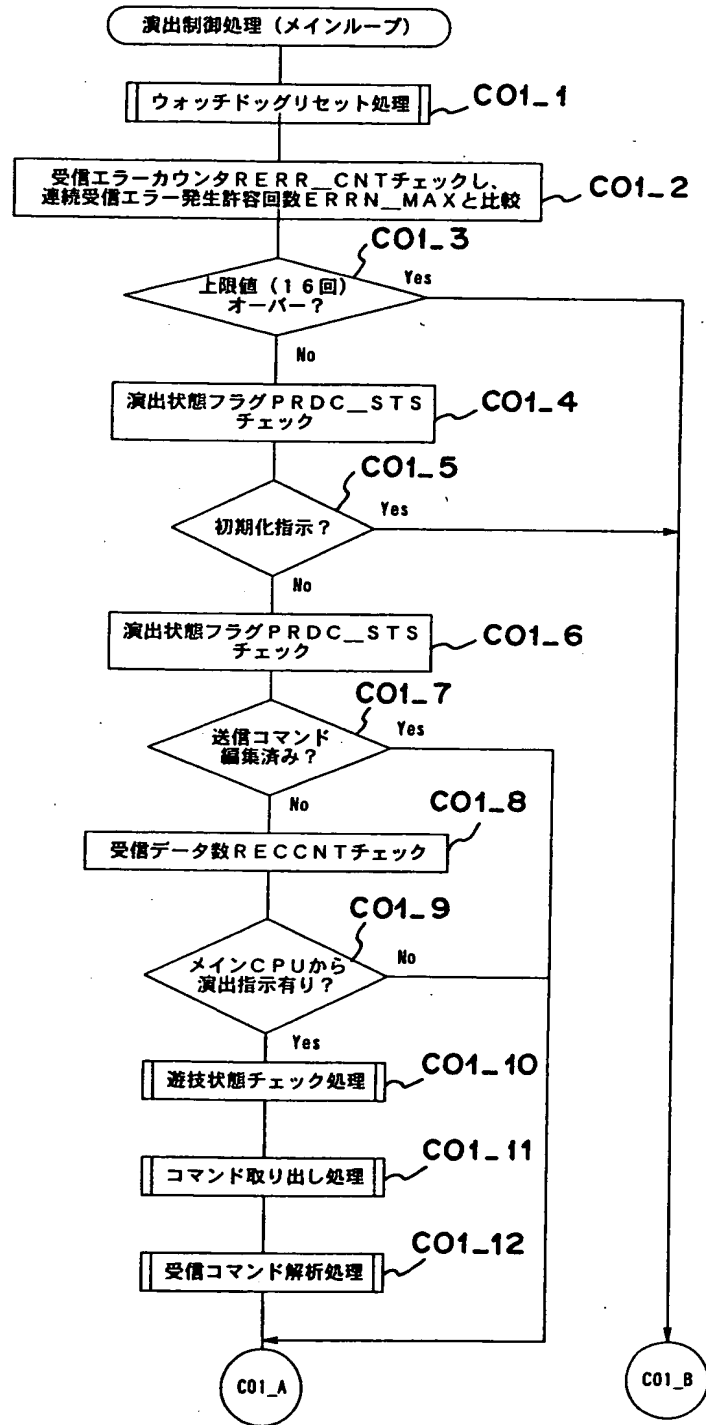 演出制御処理（メインループ）
ウォッチドッグリセット処理
CO1_1
受信エラーカウンタＲＥＲＲ＿ＣＮＴチェックし、
連続受信エラー発生許容回数ＥＲＲＮ＿ＭＡＸと比較
CO1_2
CO1_3
上限値（１６回）
オーバー？
Yes
No
演出状態フラグＰＲＤＣ＿ＳＴＳ
チェック
CO1_4
CO1_5
初期化指示？
Yes
No
演出状態フラグＰＲＤＣ＿ＳＴＳ
チェック
CO1_6
CO1_7
送信コマンド
編集済み？
Yes
No
CO1_8
受信データ数ＲＥＣＣＮＴチェック
CO1_9
メインＣＰＵから
演出指示有り？
No
Yes
遊技状態チェック処理
CO1_10
コマンド取り出し処理
CO1_11
受信コマンド解析処理
CO1_12
CO1_A
CO1_B